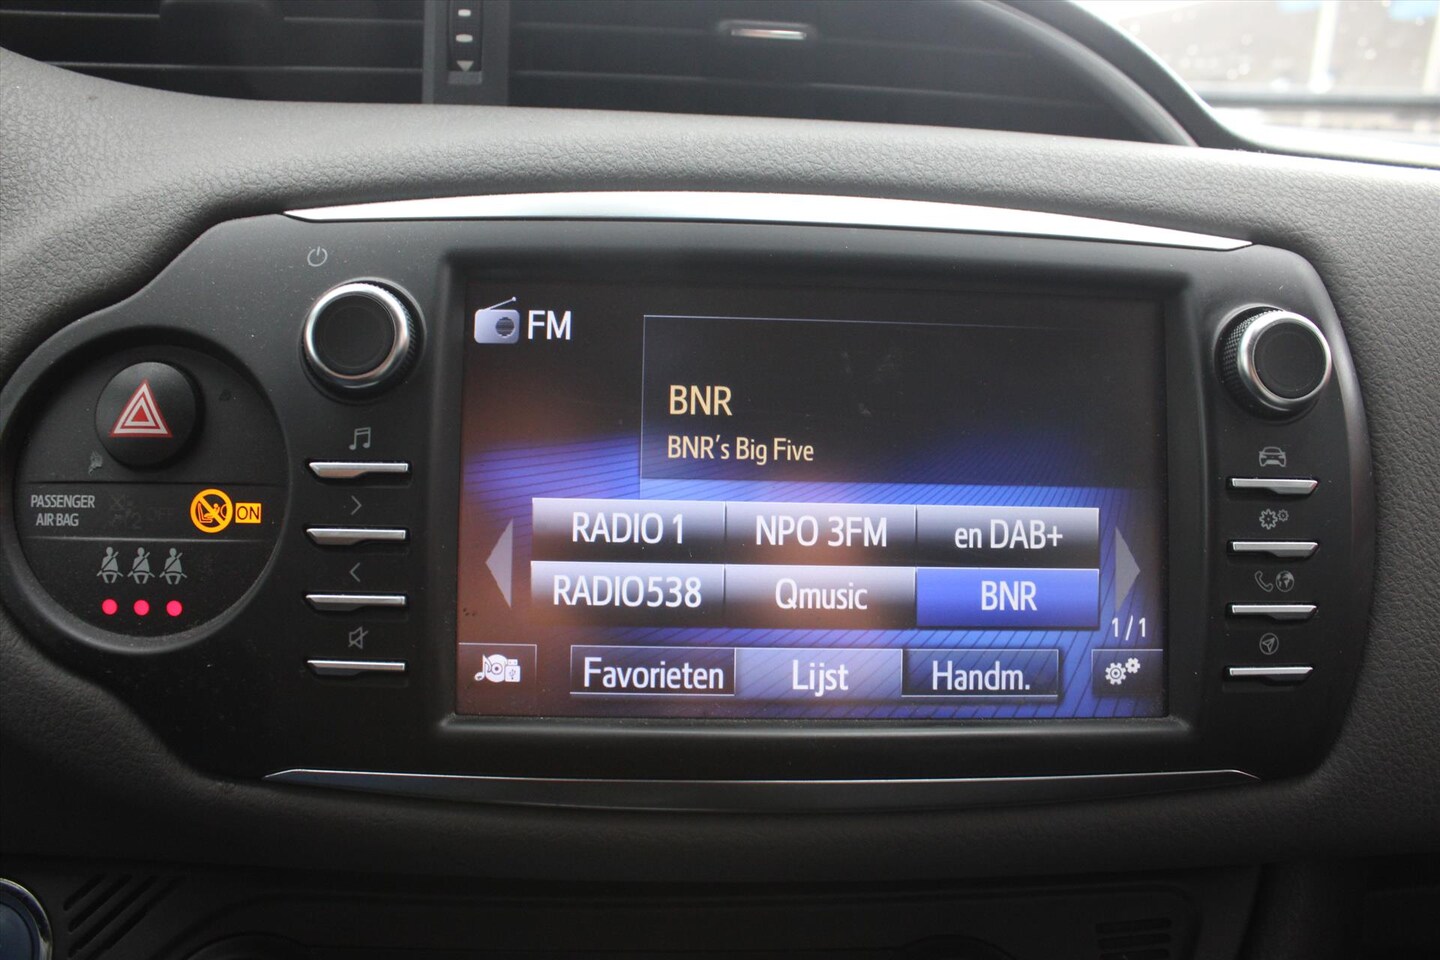 FM
BNR
BNR's Big Five
RADIO 1
NPO 3FM
en DAB+
RADIO538
Qmusic
BNR
1/1
Favorieten
Lijst
Handm.
PASSENGER
AIR BAG
ON